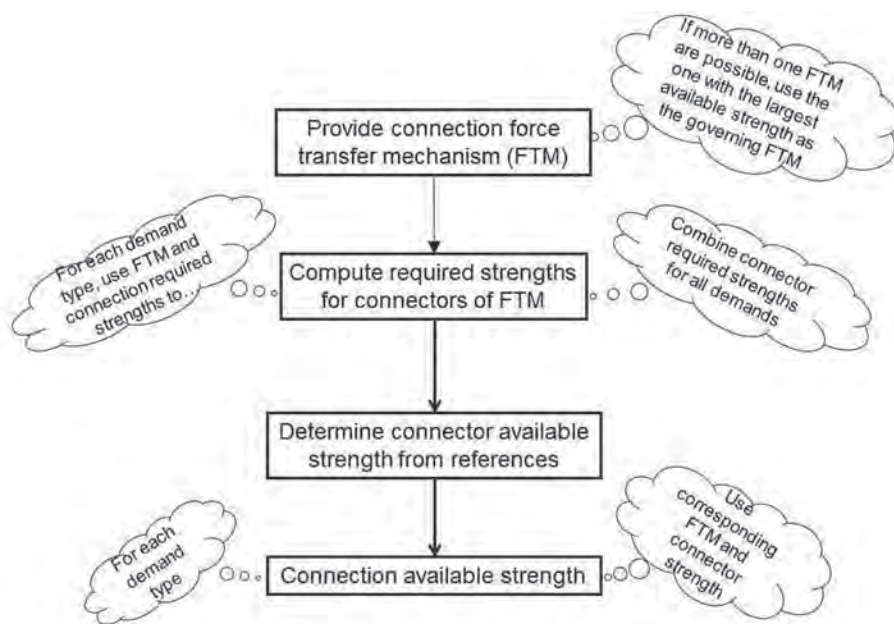 If more than one FTM
are possible, use the
one with the largest
available strength as
the governing FTM
Provide connection force
transfer mechanism (FTM)
For each demand
type, use FTM and
connection required
strengths to...
Compute required strengths
for connectors of FTM
Combine connector
required strengths
for all demands
Determine connector available
strength from references
For each
demand
type
Connection available strength
Use
corresponding
FTM and
connector
strength